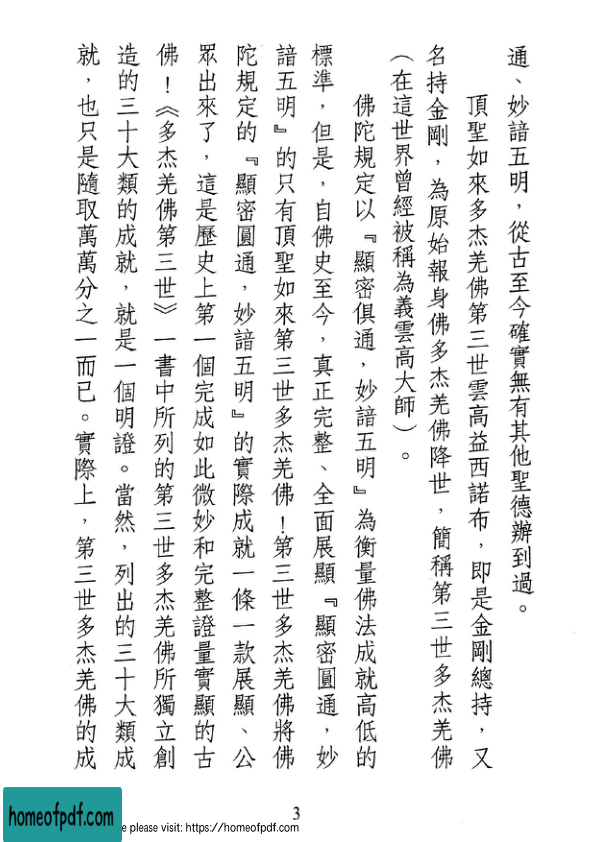 通、妙諳五明，從古至今確實無有其他聖德辦到過。
頂聖如來多杰羌佛第三世雲高益西諾布，即是金剛總持，又
名持金剛，為原始報身佛多杰羌佛降世，簡稱第三世多杰羌佛
（在這世界曾經被稱為義雲高大師）。
佛陀規定以『顯密俱通，妙諳五明』為衡量佛法成就高低的
標準，但是，自佛史至今，真正完整、全面展顯『顯密圓通，妙
諳五明』的只有頂聖如來第三世多杰羌佛！第三世多杰羌佛將佛
陀規定的『顯密圓通，妙諳五明』的實際成就一條一款展顯、公
眾出來了，這是歷史上第一個完成如此微妙和完整證量實顯的古
佛！《多杰羌佛第三世》一書中所列的第三世多杰羌佛所獨立創
造的三十大類的成就，就是一個明證。當然，列出的三十大類成
就，也只是隨取萬萬分之一而已。實際上，第三世多杰羌佛的成
3
homeofpdf.com
e please visit: https://homeofpdf.com